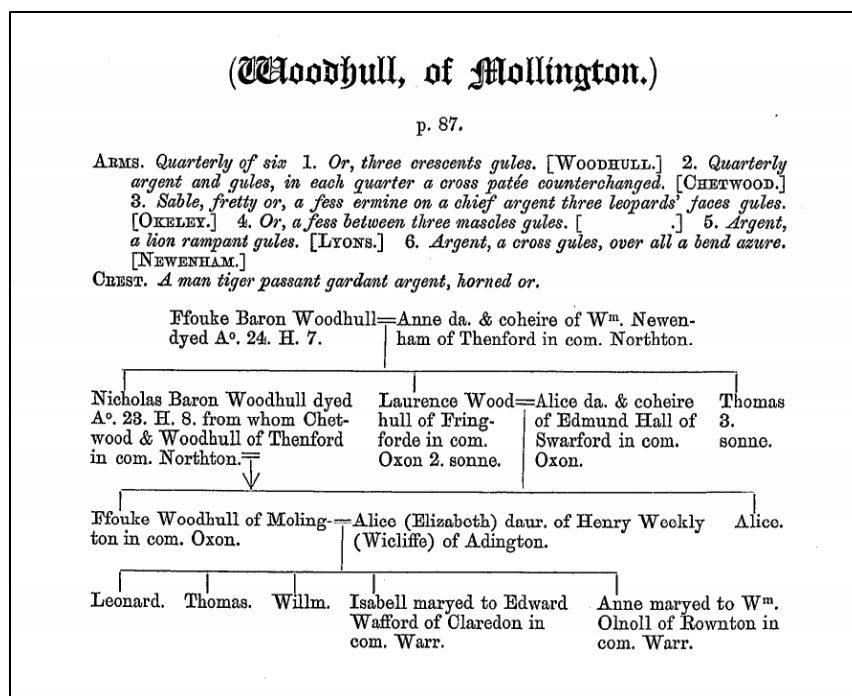 (Woodhull, of Mollington.)
p. 87.
ARMS. Quarterly of six 1. Or, three crescents gules. [WOODHULL.] 2. Quarterly
argent and gules, in each quarter a cross patée counterchanged. [CHETWOOD.]
3. Sable, fretty or, a fess ermine on a chief argent three leopards' faces gules.
[OKELEY.] 4. Or, a fess between three mascles gules. [ .] 5. Argent,
a lion rampant gules. [LYONS.] 6. Argent, a cross gules, over all a bend azure.
[NEWENHAM.]
CREST. A man tiger passant gardant argent, horned or.
Ffouke Baron Woodhull=Anne da. & coheire of Wm. Newen-
dyed Ao. 24. H. 7.
ham of Thenford in com. Northton.
Nicholas Baron Woodhull dyed
Ao. 23. H. 8. from whom Chet-
wood & Woodhull of Thenford
in com. Northton.=
Laurence Wood=
hull of Fring-
forde in com.
Oxon 2. sonne.
Alice da. & coheire
of Edmund Hall of
Swarford in com.
Oxon.
Thomas
3.
sonne.
Ffouke Woodhull of Moling-=
ton in com. Oxon.
Alice (Elizaboth) daur. of Henry Weekly
(Wicliffe) of Adington.
Alice.
Leonard.
Thomas.
Willm.
Isabell maryed to Edward
Wafford of Claredon in
com. Warr.
Anne maryed to Wm.
Olnoll of Rownton in
com. Warr.